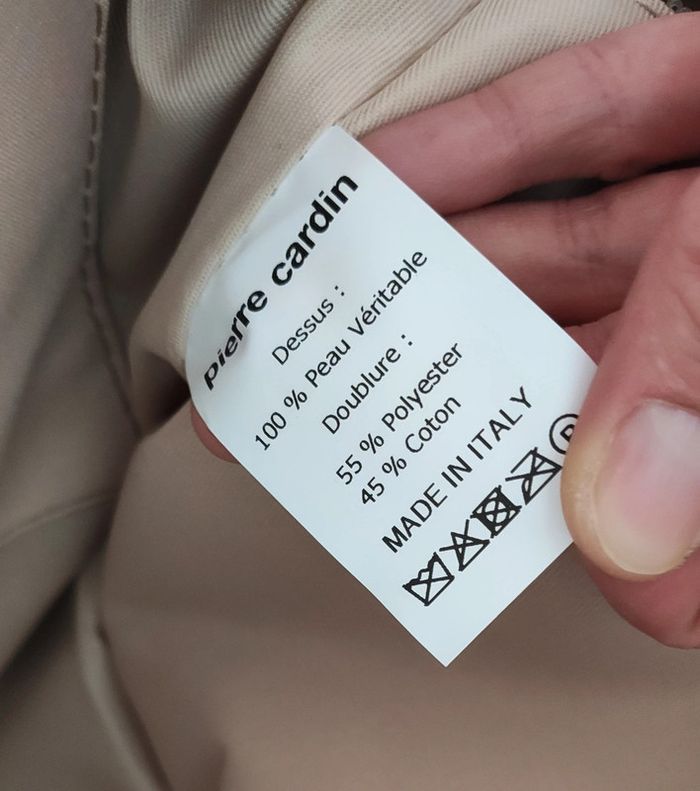 pierre cardin
Dessus :
100 % Peau Véritable
Doublure :
55 % Polyester
45 % Coton
MADE IN ITALY
P